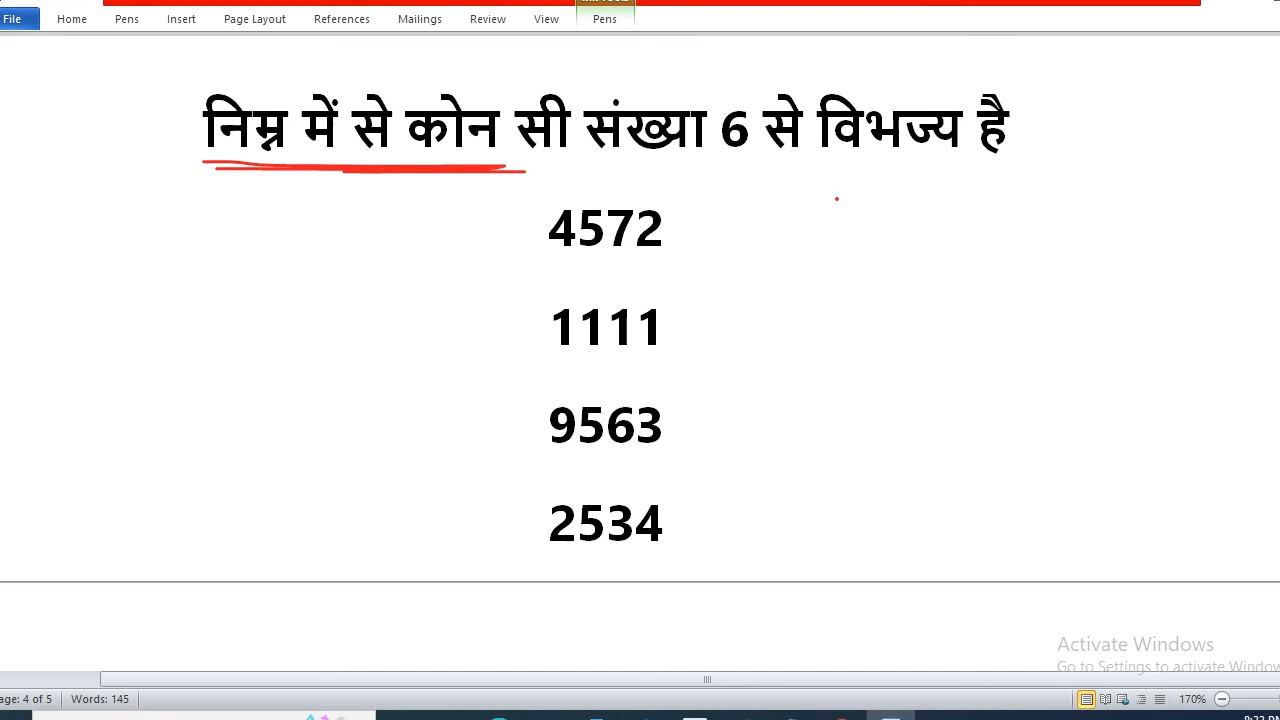 File Home Pens Insert Page Layout References Mailings Review View Pens
निम्न में से कोन सी संख्या 6 से विभज्य है
4572
1111
9563
2534
Activate Windows
Go to Settings to activate Window
age: 4 of 5 Words: 145 170%